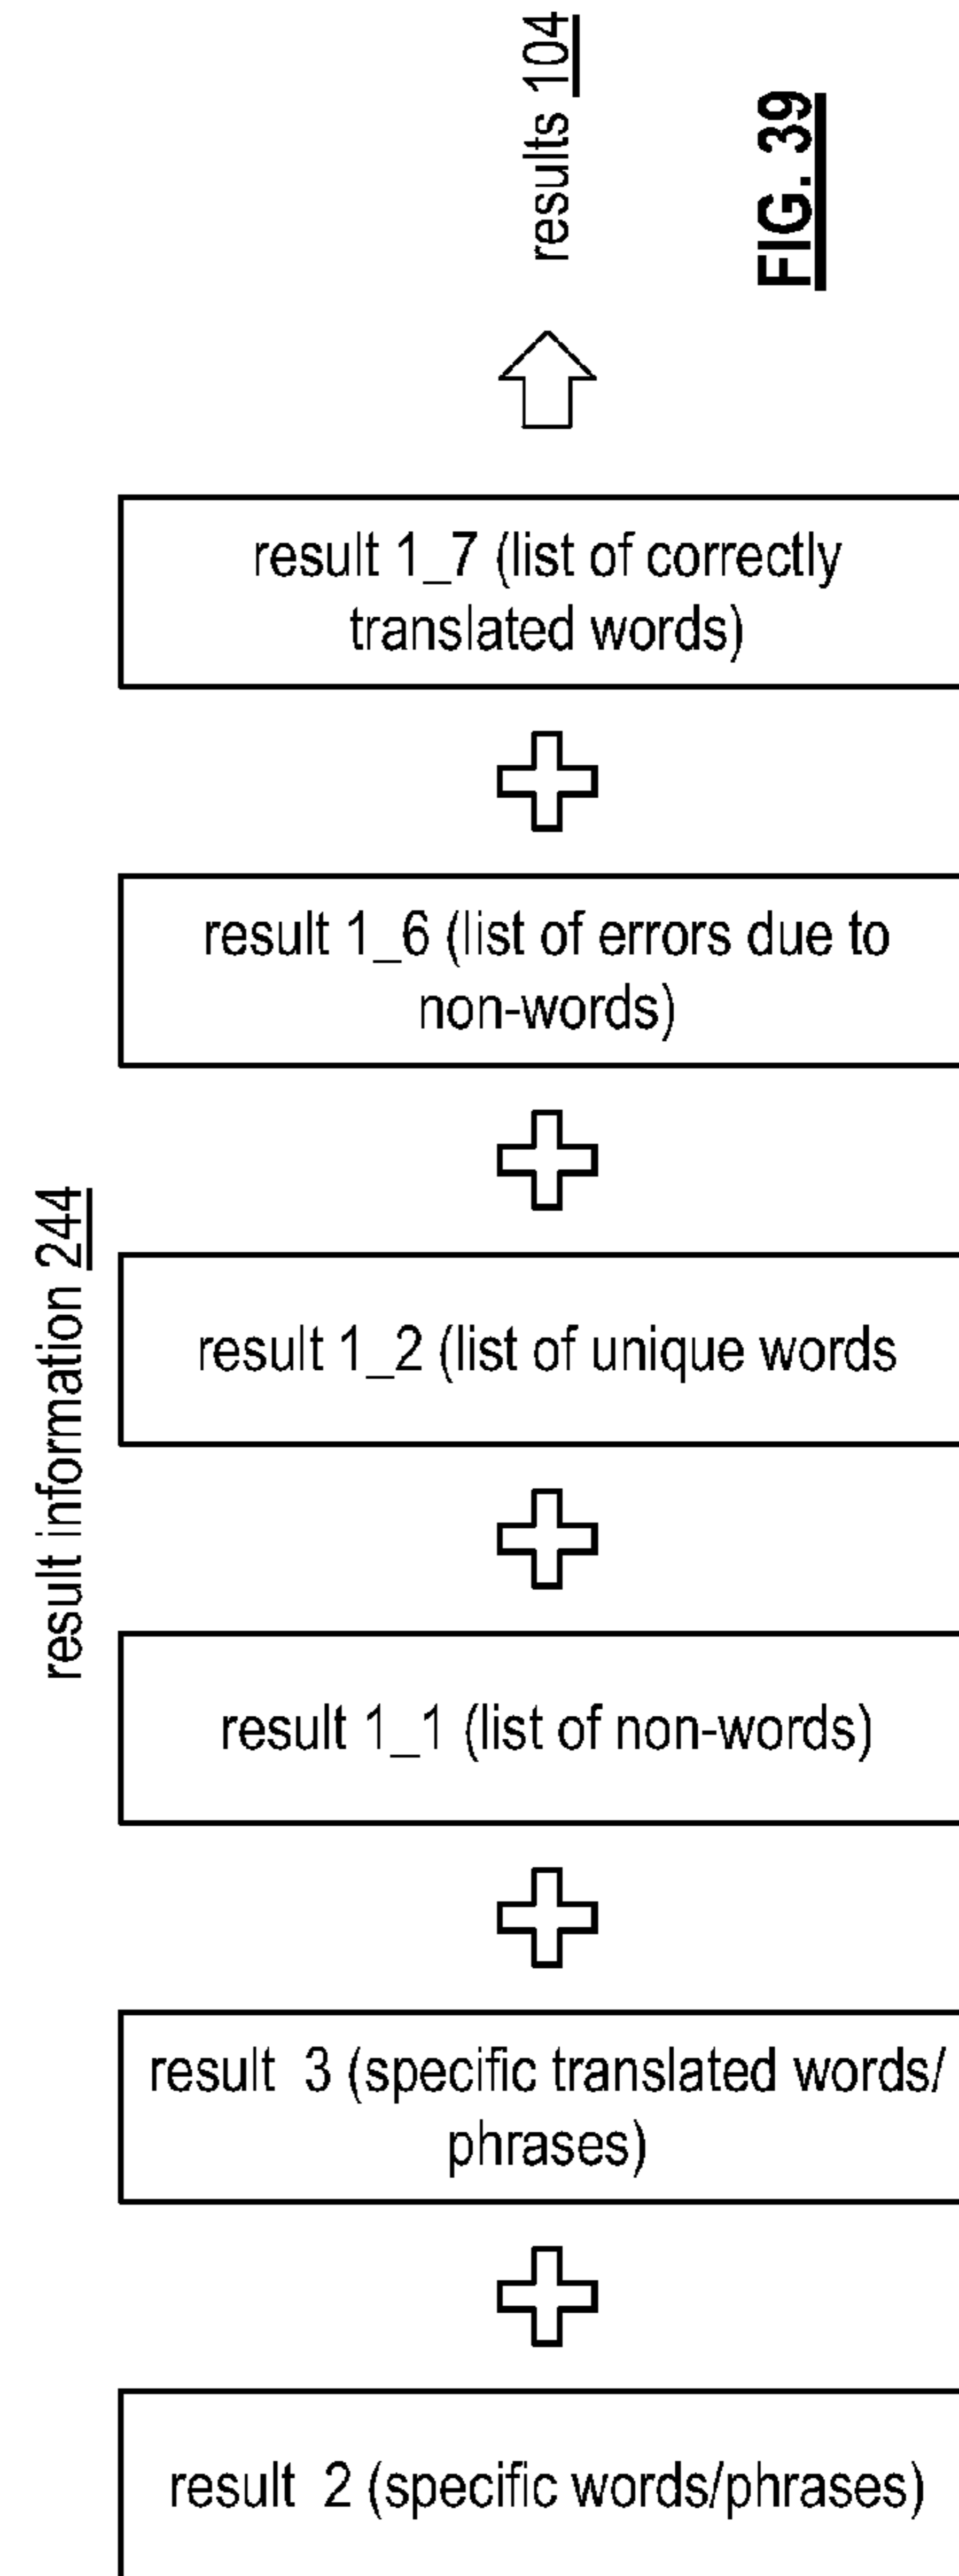 results 104
FIG. 39
result 1_7 (list of correctly
translated words)
result 1_6 (list of errors due to
non-words)
result information 244
result 1_2 (list of unique words
result 1_1 (list of non-words)
result 3 (specific translated words/
phrases)
result 2 (specific words/phrases)